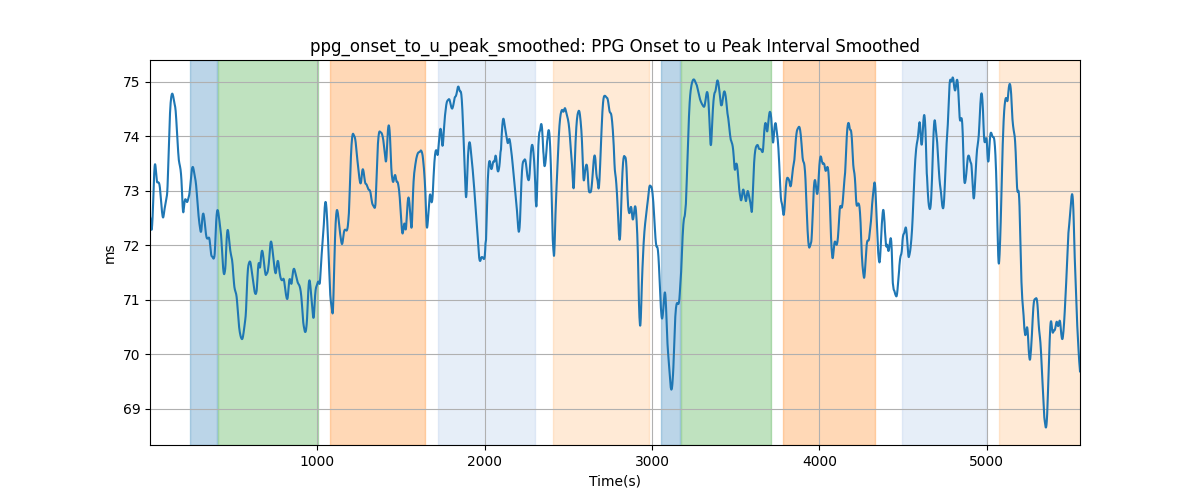 ppg_onset_to_u_peak_smoothed: PPG Onset to u Peak Interval Smoothed
75
74
73
72
71
70
69
ms
1000 2000 3000 4000 5000
Time(s)